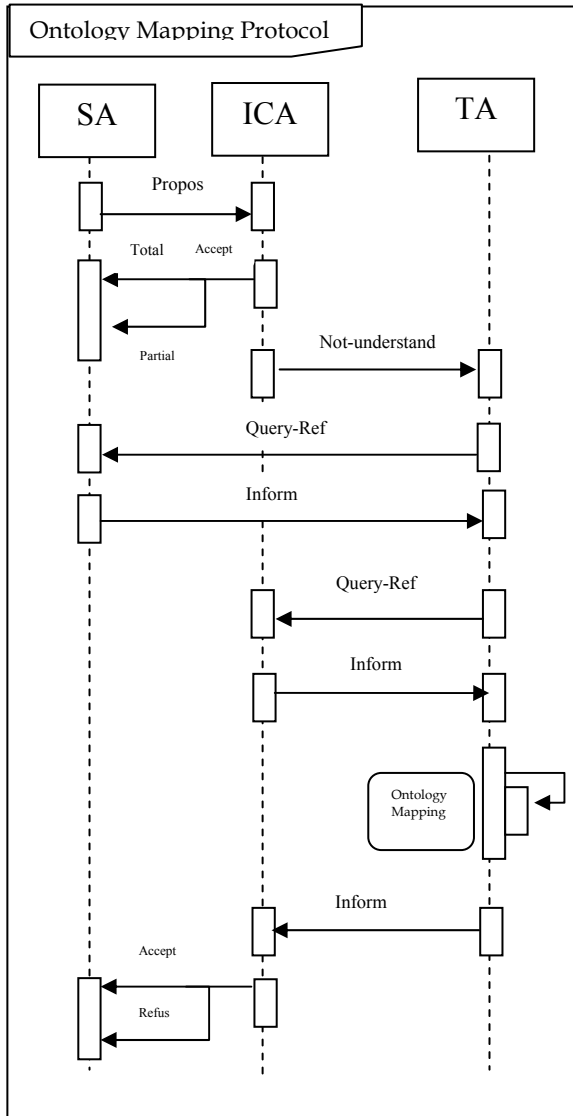 Ontology Mapping Protocol
SA
ICA
TA
Propos
Total
Accept
Partial
Not-understand
Query-Ref
Inform
Query-Ref
Inform
Ontology
Mapping
Inform
Accept
Refus